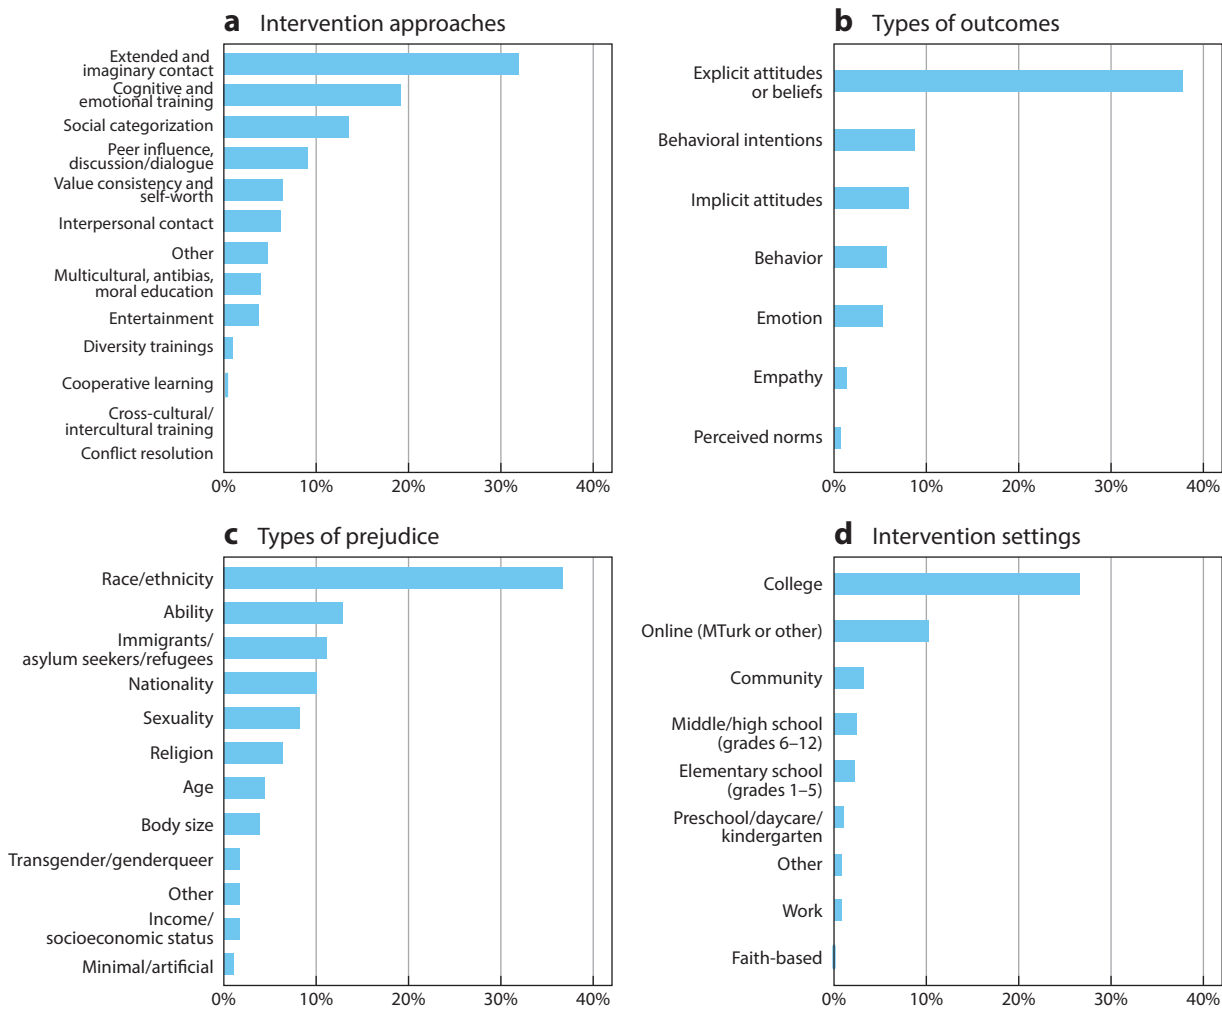 a Intervention approaches
Extended and
imaginary contact
Cognitive and
emotional training
Social categorization
Peer influence,
discussion/dialogue
Value consistency and
self-worth
Interpersonal contact
Other
Multicultural, antibias,
moral education
Entertainment
Diversity trainings
Cooperative learning
Cross-cultural/
intercultural training
Conflict resolution
0% 10% 20% 30% 40%
b Types of outcomes
Explicit attitudes
or beliefs
Behavioral intentions
Implicit attitudes
Behavior
Emotion
Empathy
Perceived norms
0% 10% 20% 30% 40%
c Types of prejudice
Race/ethnicity
Ability
Immigrants/
asylum seekers/refugees
Nationality
Sexuality
Religion
Age
Body size
Transgender/genderqueer
Other
Income/
socioeconomic status
Minimal/artificial
0% 10% 20% 30% 40%
d Intervention settings
College
Online (MTurk or other)
Community
Middle/high school
(grades 6–12)
Elementary school
(grades 1–5)
Preschool/daycare/
kindergarten
Other
Work
Faith-based
0% 10% 20% 30% 40%